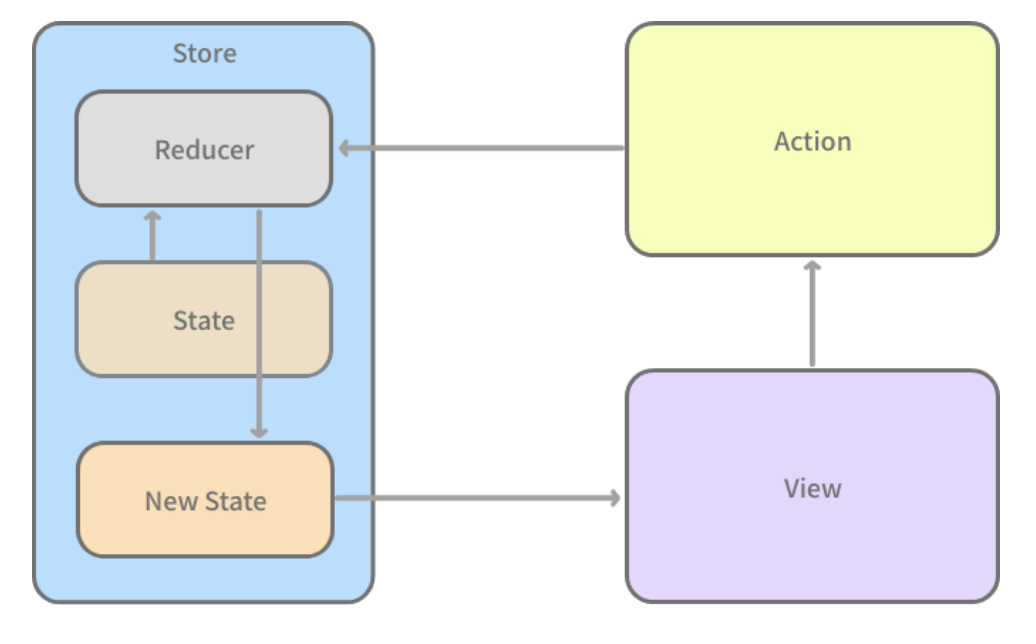 Store
Reducer
State
New State
Action
View